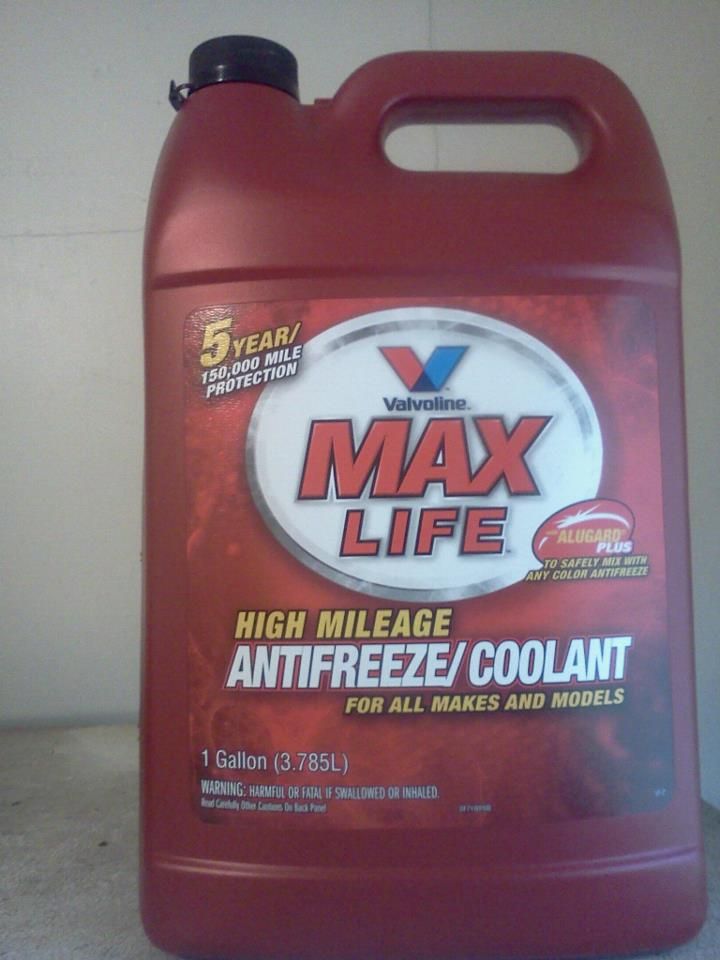 5 YEAR/
150,000 MILE
PROTECTION
Valvoline™
MAX
LIFE
ALUGARD®
PLUS
TO SAFELY MIX WITH
ANY COLOR ANTIFREEZE
HIGH MILEAGE
ANTIFREEZE/COOLANT
FOR ALL MAKES AND MODELS
1 Gallon (3.785L)
WARNING: HARMFUL OR FATAL IF SWALLOWED OR INHALED.
Read Carefully Other Cautions On Back Panel